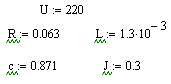 U := 220
R := 0.063 L := 1.3·10⁻³
c := 0.871 J := 0.3